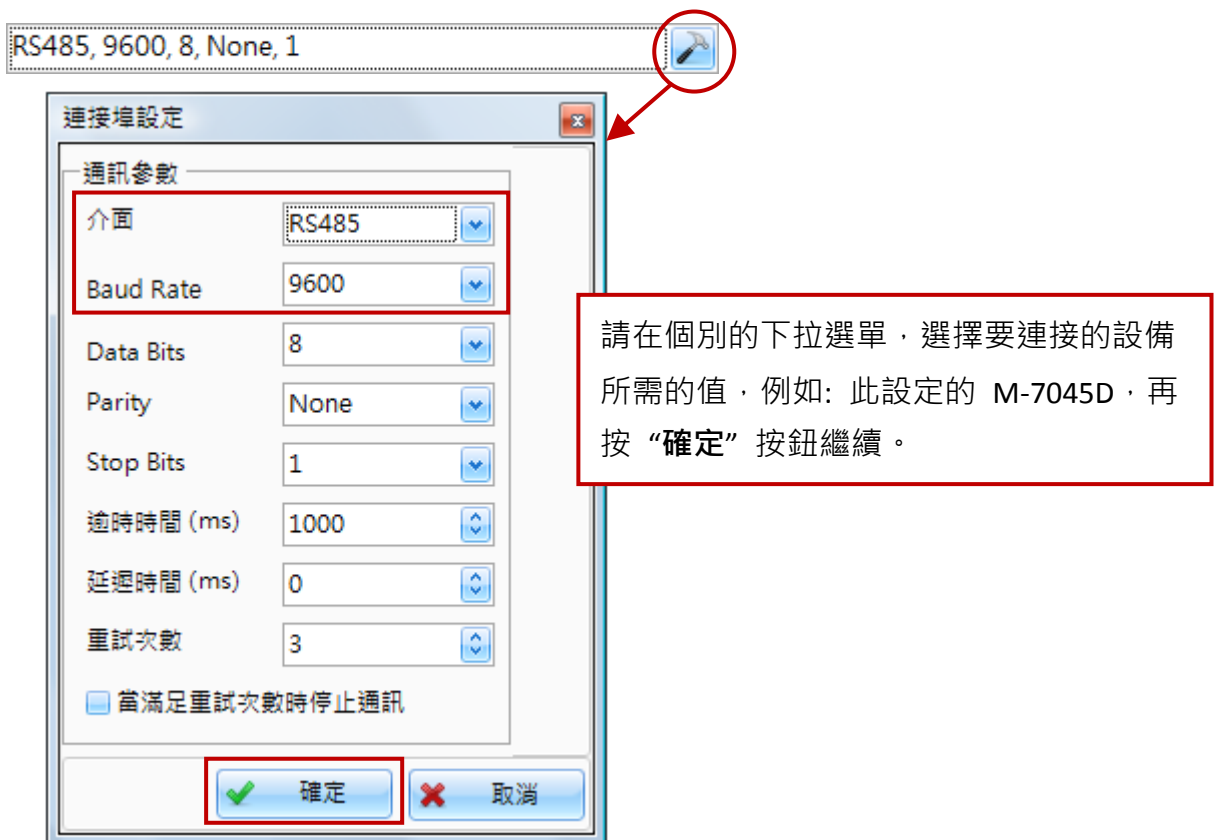 RS485, 9600, 8, None, 1
連接埠設定
通訊參數
介面 RS485
Baud Rate 9600
Data Bits 8
Parity None
Stop Bits 1
逾時時間 (ms) 1000
延遲時間 (ms) 0
重試次數 3
當滿足重試次數時停止通訊
確定 取消
請在個別的下拉選單，選擇要連接的設備
所需的值，例如: 此設定的 M-7045D，再
按 “確定” 按鈕繼續。